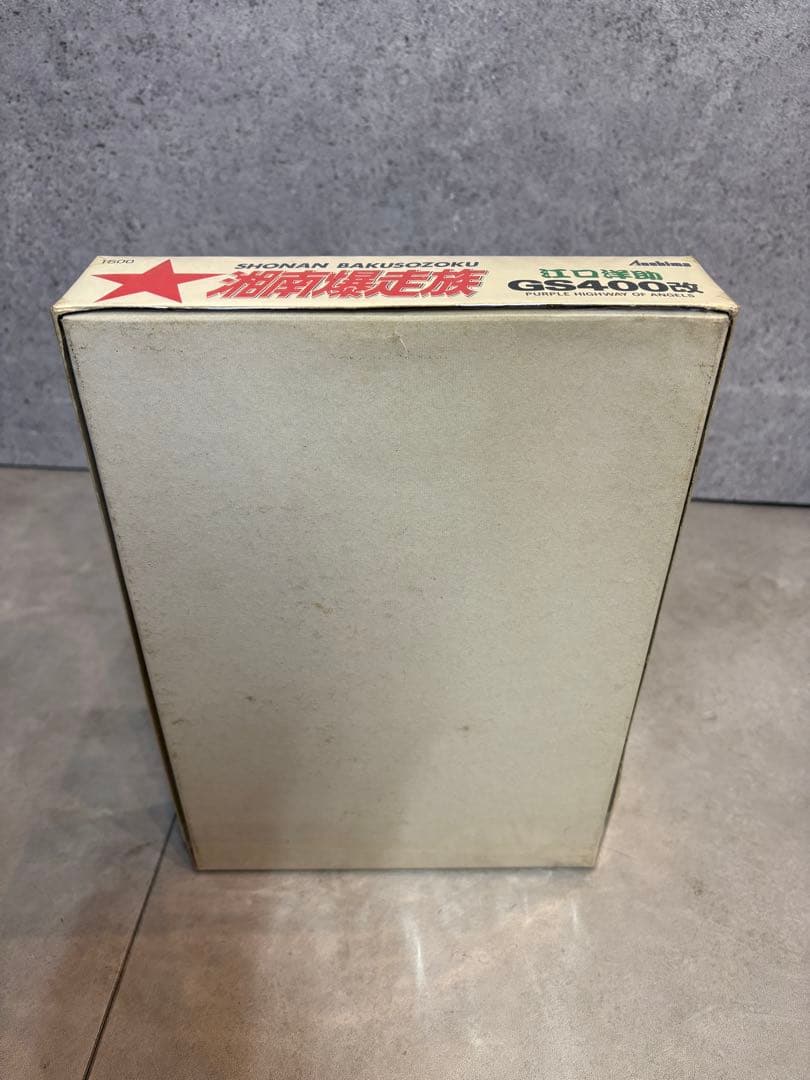 1600
SHONAN BAKUSOZOKU
湘南爆走族
江口洋助
GS400改
PURPLE HIGHWAY OF ANGELS
Aoshima